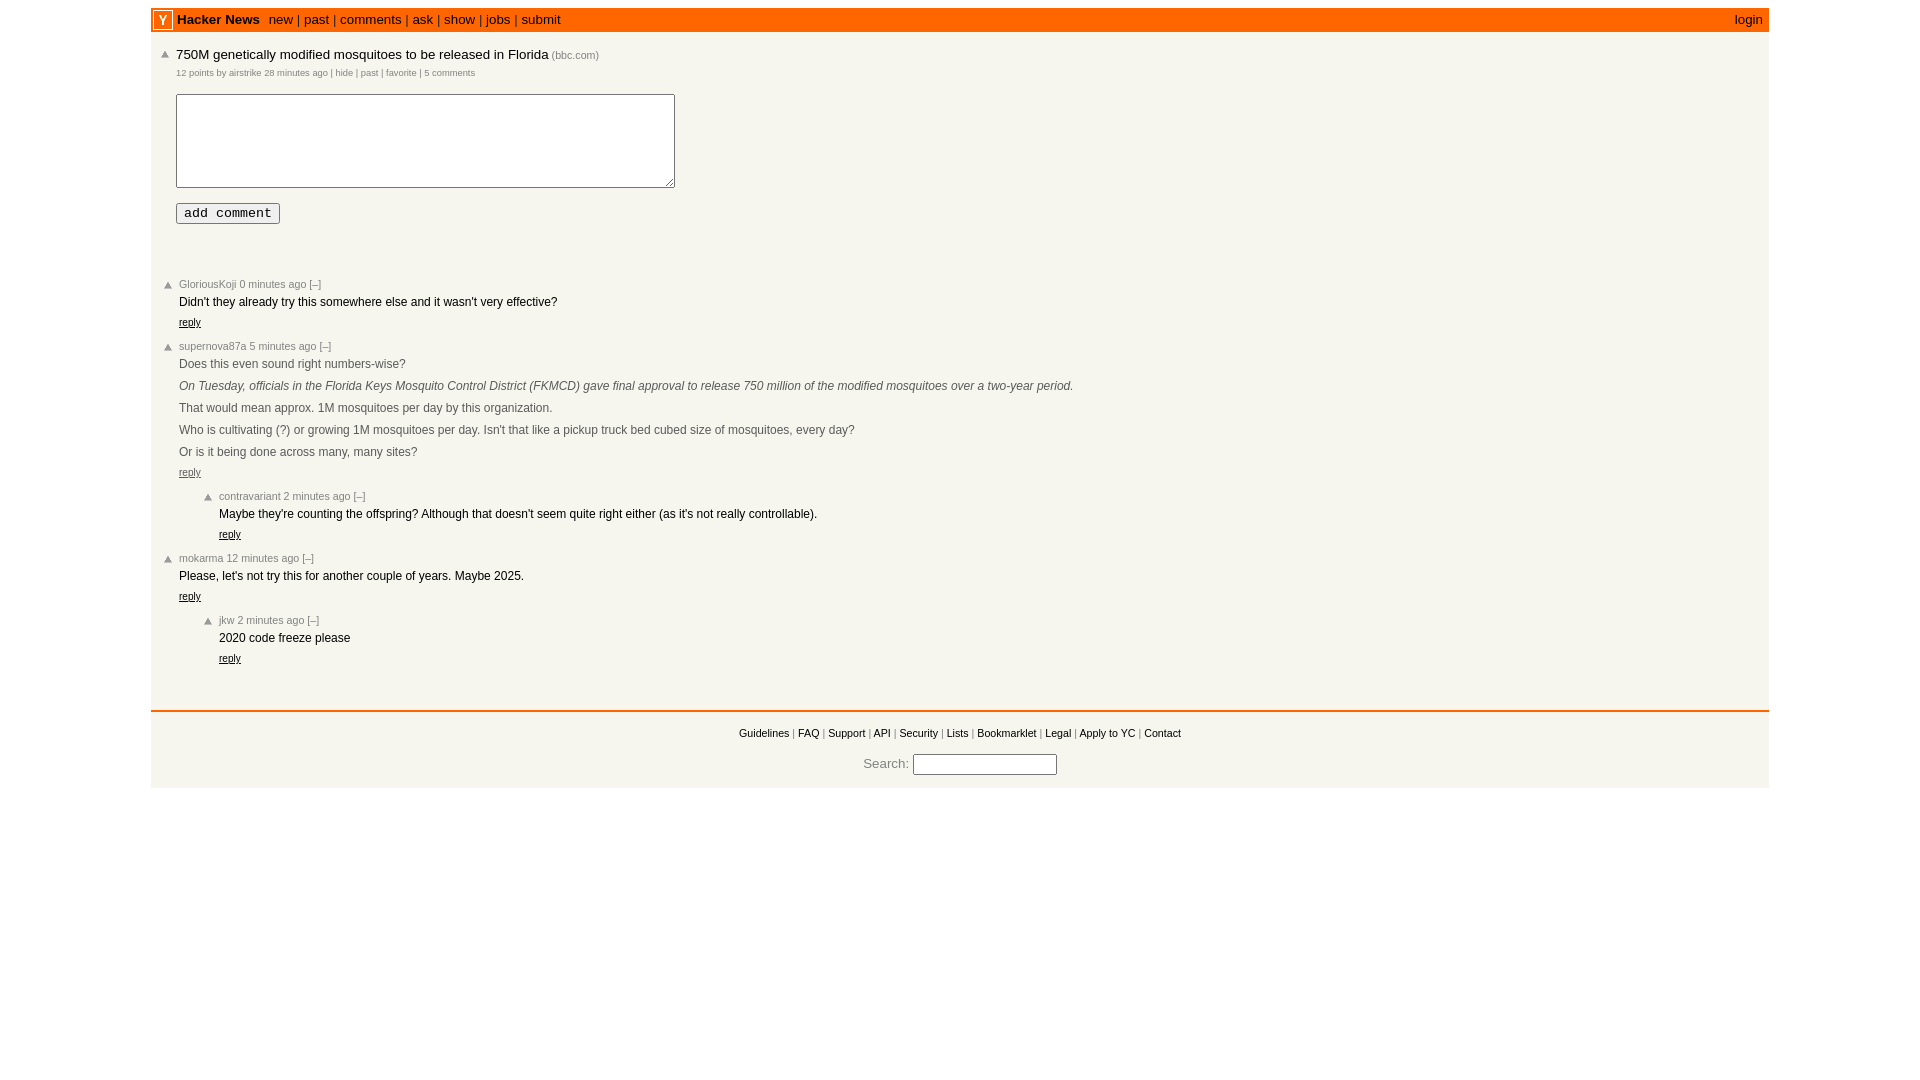 Y Hacker News new | past | comments | ask | show | jobs | submit login
750M genetically modified mosquitoes to be released in Florida (bbc.com)
12 points by airstrike 28 minutes ago | hide | past | favorite | 5 comments
add comment
GloriousKoji 0 minutes ago [–]
Didn't they already try this somewhere else and it wasn't very effective?
reply
supernova87a 5 minutes ago [–]
Does this even sound right numbers-wise?
On Tuesday, officials in the Florida Keys Mosquito Control District (FKMCD) gave final approval to release 750 million of the modified mosquitoes over a two-year period.
That would mean approx. 1M mosquitoes per day by this organization.
Who is cultivating (?) or growing 1M mosquitoes per day. Isn't that like a pickup truck bed cubed size of mosquitoes, every day?
Or is it being done across many, many sites?
reply
contravariant 2 minutes ago [–]
Maybe they're counting the offspring? Although that doesn't seem quite right either (as it's not really controllable).
reply
mokarma 12 minutes ago [–]
Please, let's not try this for another couple of years. Maybe 2025.
reply
jkw 2 minutes ago [–]
2020 code freeze please
reply
Guidelines | FAQ | Support | API | Security | Lists | Bookmarklet | Legal | Apply to YC | Contact
Search: